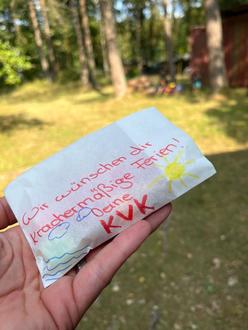 Wir wünschen dir
Krachermäßige Ferien!
Deine
KVK